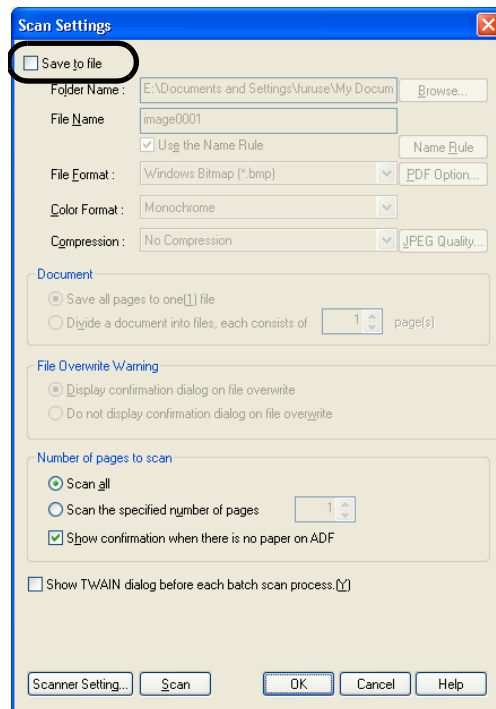 Scan Settings
Save to file
Folder Name : E:\Documents and Settings\furuse\My Docum Browse...
File Name image0001
Use the Name Rule Name Rule
File Format : Windows Bitmap (*.bmp) PDF Option...
Color Format : Monochrome
Compression : No Compression JPEG Quality...
Document
Save all pages to one(1) file
Divide a document into files, each consists of 1 page(s)
File Overwrite Warning
Display confirmation dialog on file overwrite
Do not display confirmation dialog on file overwrite
Number of pages to scan
Scan all
Scan the specified number of pages 1
Show confirmation when there is no paper on ADF
Show TWAIN dialog before each batch scan process.(Y)
Scanner Setting... Scan OK Cancel Help